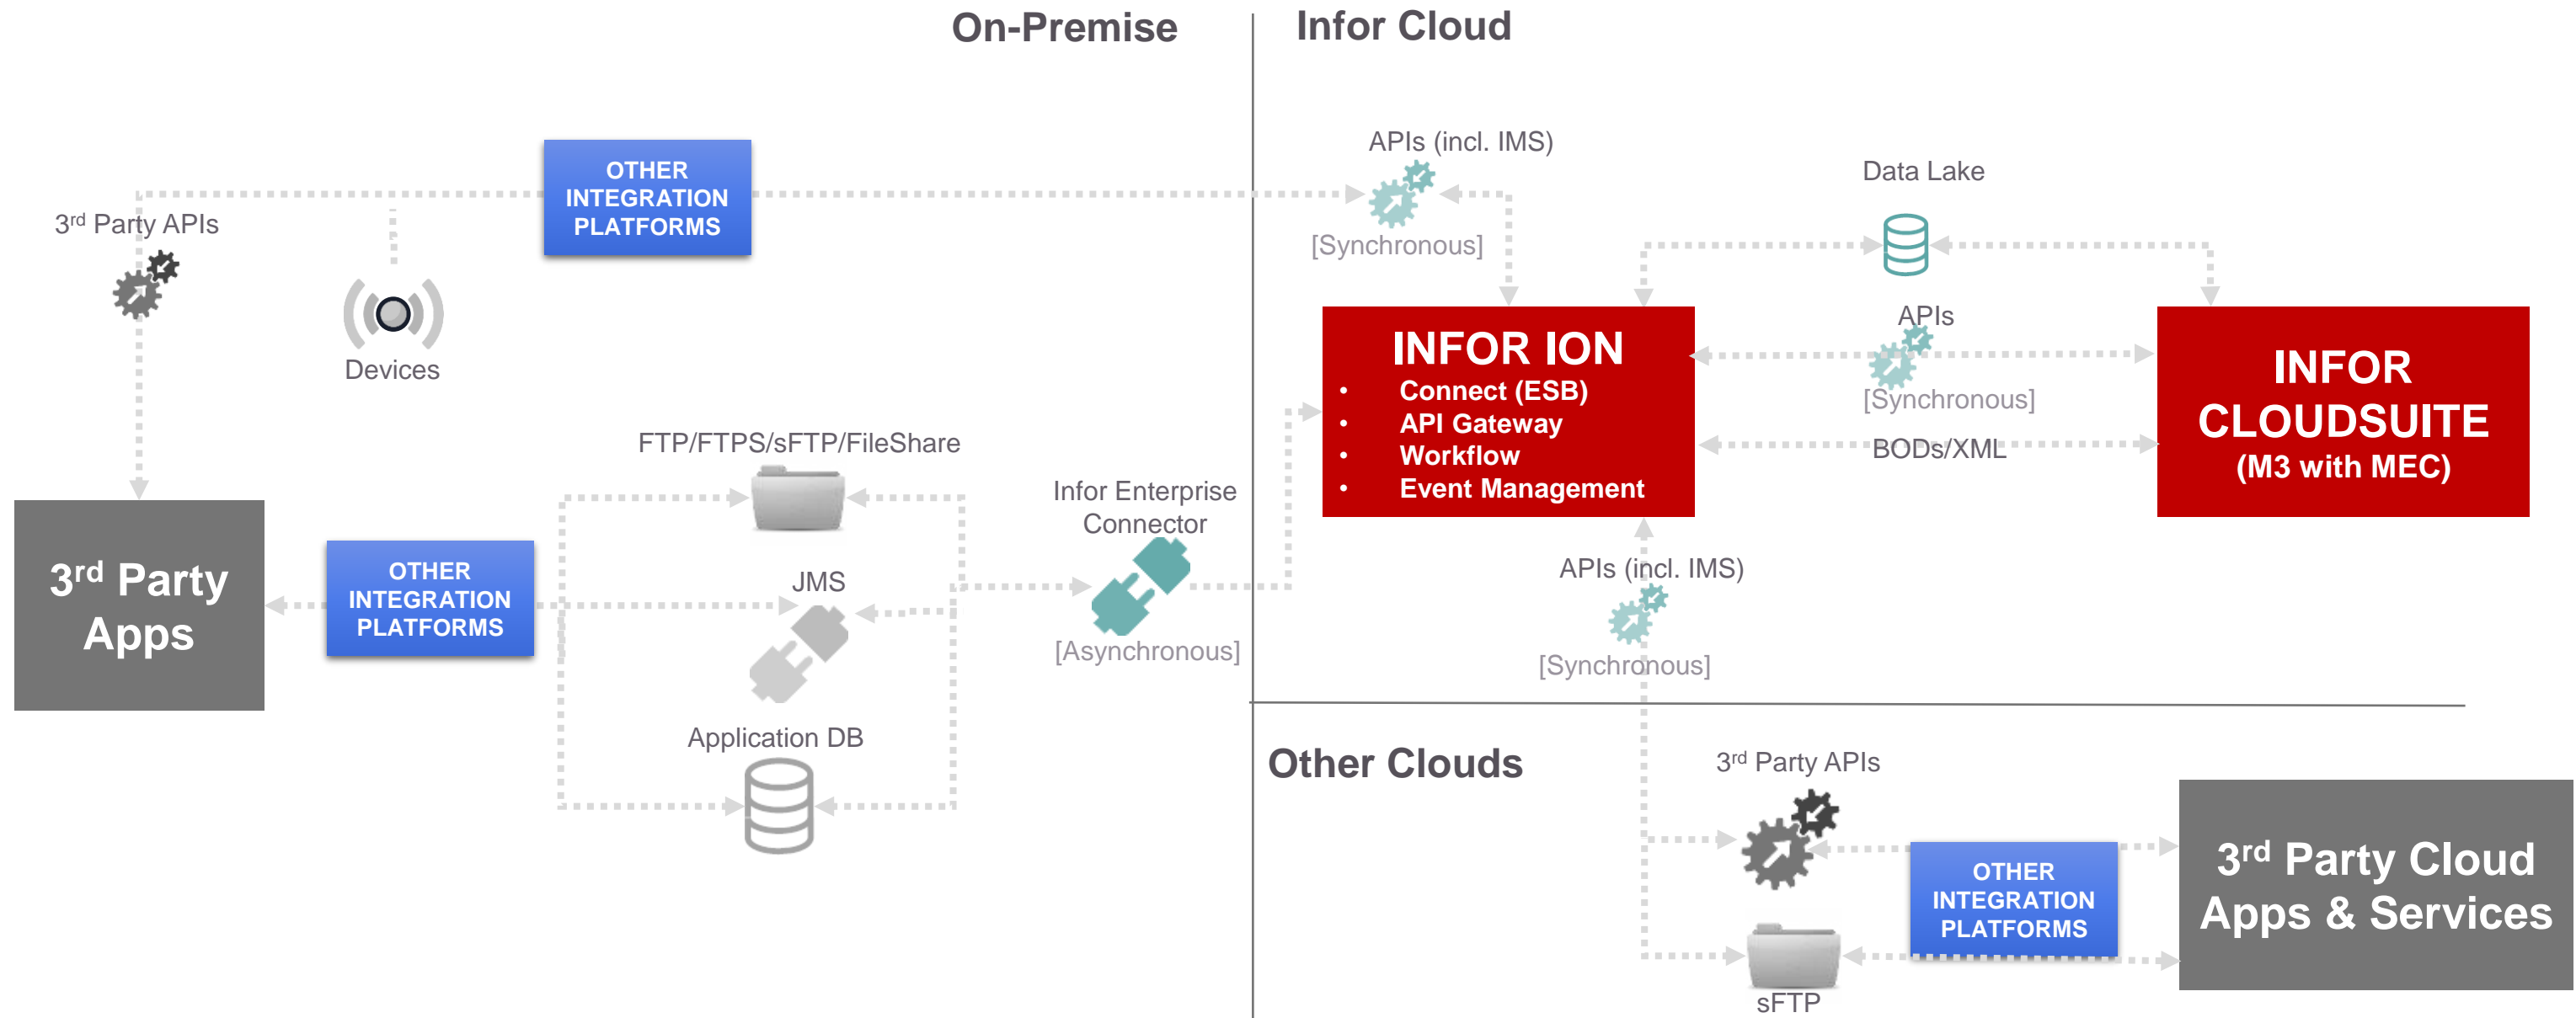 On-Premise
Infor Cloud
OTHER
INTEGRATION
PLATFORMS
APIs (incl. IMS)
[Synchronous]
Data Lake
3rd Party APIs
Devices
INFOR ION
• Connect (ESB)
• API Gateway
• Workflow
• Event Management
APIs
[Synchronous]
BODs/XML
INFOR
CLOUDSUITE
(M3 with MEC)
FTP/FTPS/sFTP/FileShare
Infor Enterprise
Connector
[Asynchronous]
3rd Party
Apps
OTHER
INTEGRATION
PLATFORMS
JMS
Application DB
APIs (incl. IMS)
[Synchronous]
Other Clouds
3rd Party APIs
OTHER
INTEGRATION
PLATFORMS
3rd Party Cloud
Apps & Services
sFTP